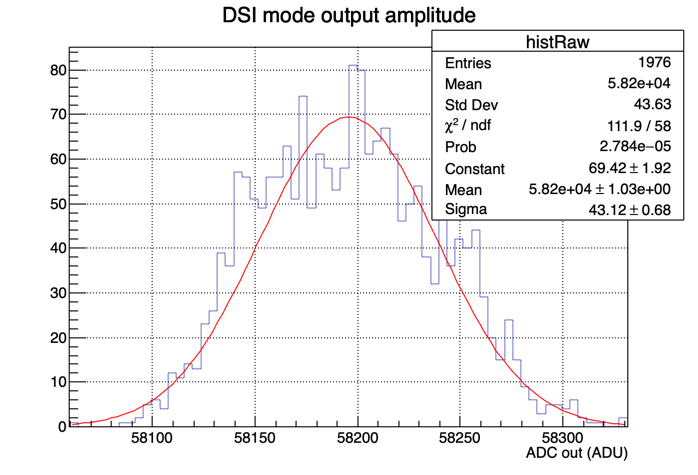 DSI mode output amplitude
histRaw
Entries 1976
Mean 5.82e+04
Std Dev 43.63
χ² / ndf 111.9 / 58
Prob 2.784e−05
Constant 69.42 ± 1.92
Mean 5.82e+04 ± 1.03e+00
Sigma 43.12 ± 0.68
80
70
60
50
40
30
20
10
0
58100 58150 58200 58250 58300
ADC out (ADU)